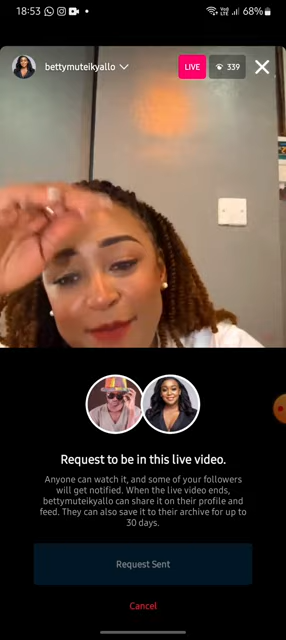 18:53
68%
bettymuteikyallo
LIVE
339
Request to be in this live video.
Anyone can watch it, and some of your followers
will get notified. When the live video ends,
bettymuteikyallo can share it on their profile and
feed. They can also save it to their archive for up to
30 days.
Request Sent
Cancel